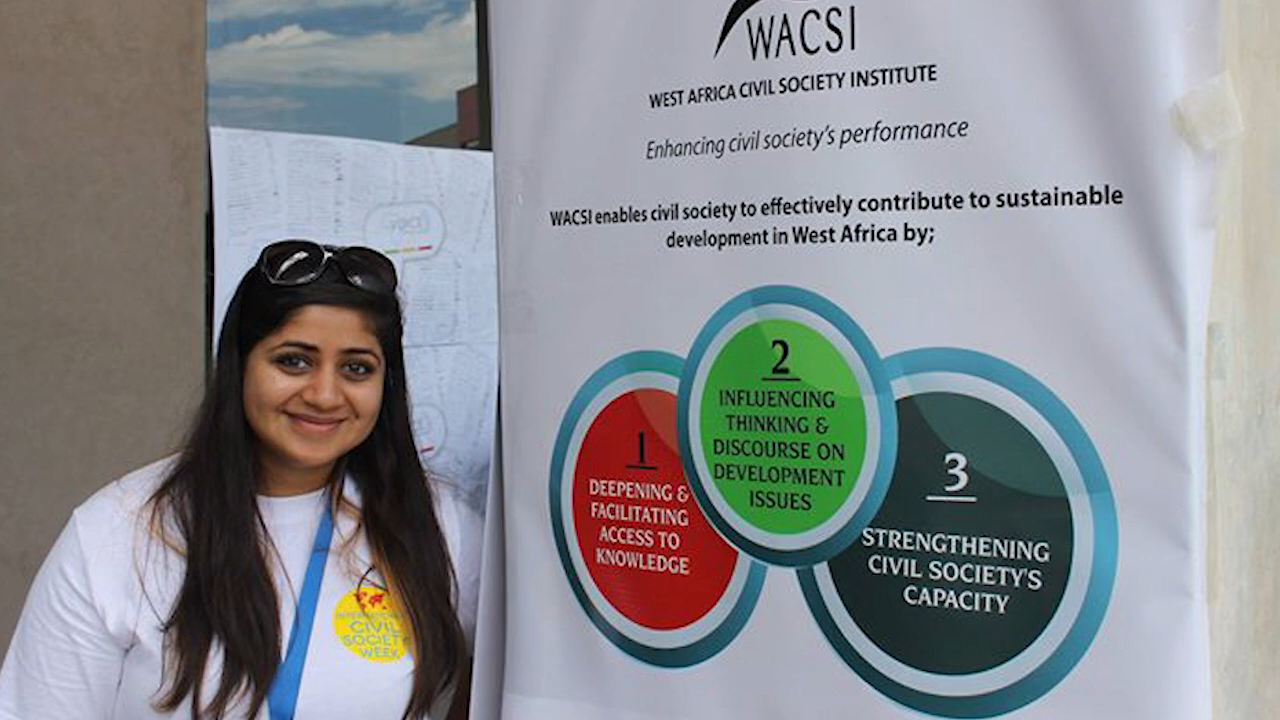 WACSI
WEST AFRICA CIVIL SOCIETY INSTITUTE
Enhancing civil society's performance
WACSI enables civil society to effectively contribute to sustainable
development in West Africa by;
1
DEEPENING &
FACILITATING
ACCESS TO
KNOWLEDGE
2
INFLUENCING
THINKING &
DISCOURSE ON
DEVELOPMENT
ISSUES
3
STRENGTHENING
CIVIL SOCIETY'S
CAPACITY
CIVIL
SOCIETY
WEEK